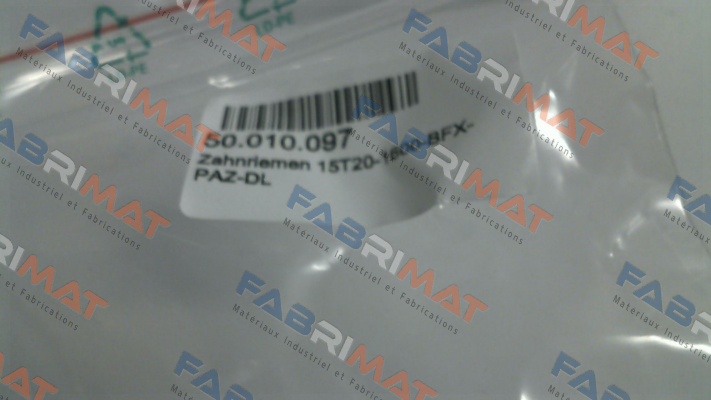 50.010.097
Zahnriemen 15T20-1600-BFX-
PAZ-DL
FABRIMAT
Materiaux Industriel et Fabrications